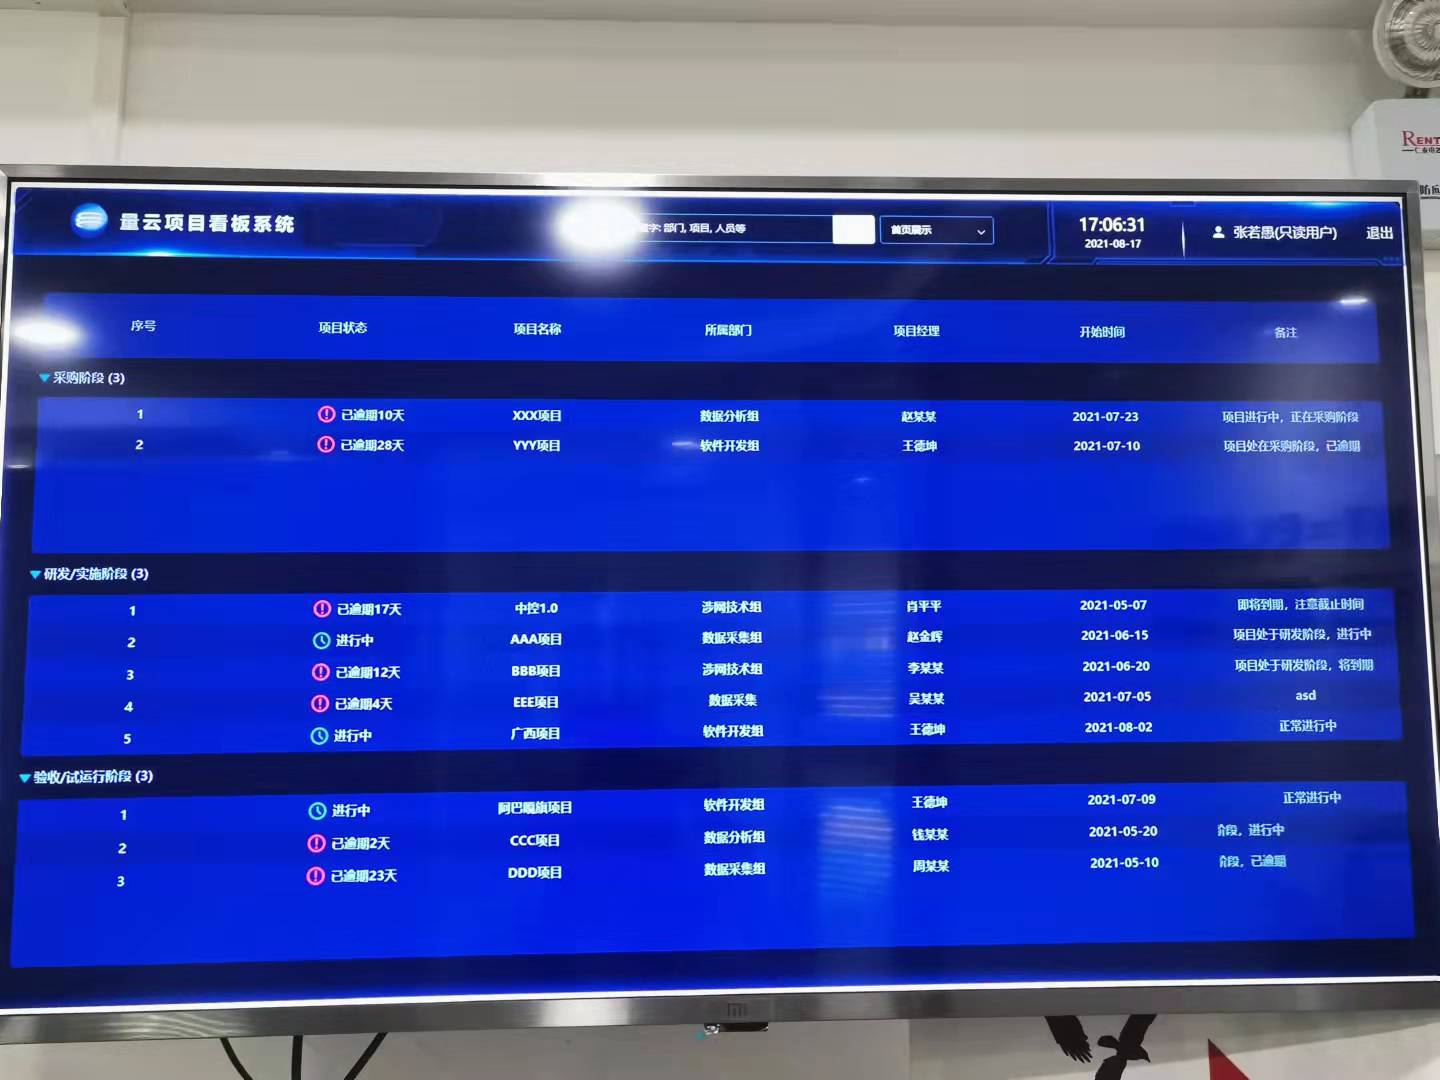 RENT
量云项目看板系统
字: 部门, 项目, 人员等
首页展示
17:06:31
2021-08-17
张若愚(只读用户)
退出
序号 项目状态 项目名称 所属部门 项目经理 开始时间 备注
采购阶段 (3)
1 已逾期10天 XXX项目 数据分析组 赵某某 2021-07-23 项目进行中, 正在采购阶段
2 已逾期28天 YYY项目 软件开发组 王德坤 2021-07-10 项目处在采购阶段, 已逾期
研发/实施阶段 (3)
1 已逾期17天 中控1.0 涉网技术组 肖平平 2021-05-07 即将到期, 注意截止时间
2 进行中 AAA项目 数据采集组 赵金辉 2021-06-15 项目处于研发阶段, 进行中
3 已逾期12天 BBB项目 涉网技术组 李某某 2021-06-20 项目处于研发阶段, 将到期
4 已逾期4天 EEE项目 数据采集 吴某某 2021-07-05 asd
5 进行中 广西项目 软件开发组 王德坤 2021-08-02 正常进行中
验收/试运行阶段 (3)
1 进行中 阿巴嘎旗项目 软件开发组 王德坤 2021-07-09 正常进行中
2 已逾期2天 CCC项目 数据分析组 钱某某 2021-05-20 阶段, 进行中
3 已逾期23天 DDD项目 数据采集组 周某某 2021-05-10 阶段, 已逾期